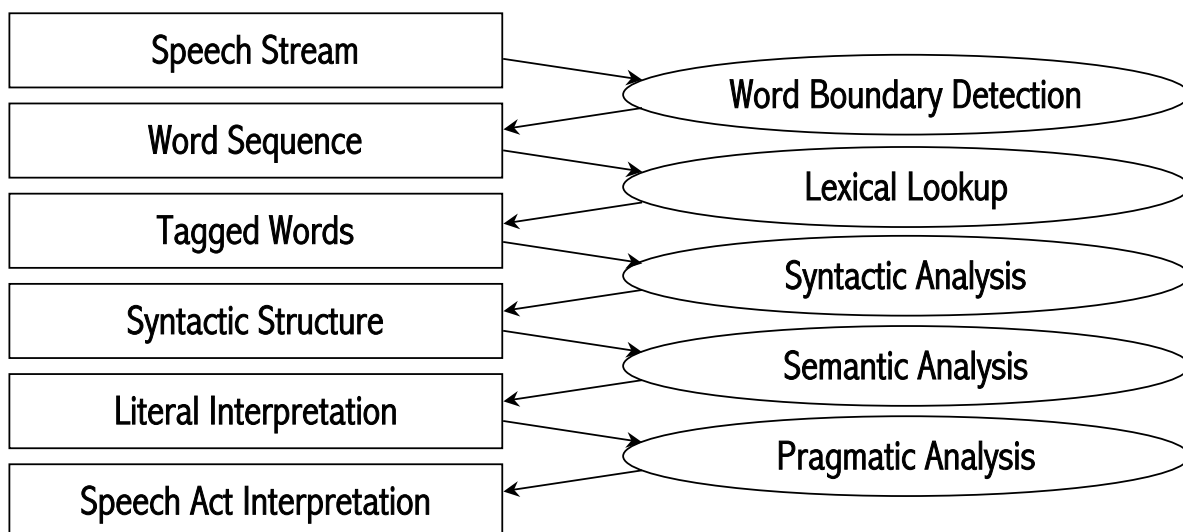 Speech Stream
Word Boundary Detection
Word Sequence
Lexical Lookup
Tagged Words
Syntactic Analysis
Syntactic Structure
Semantic Analysis
Literal Interpretation
Pragmatic Analysis
Speech Act Interpretation